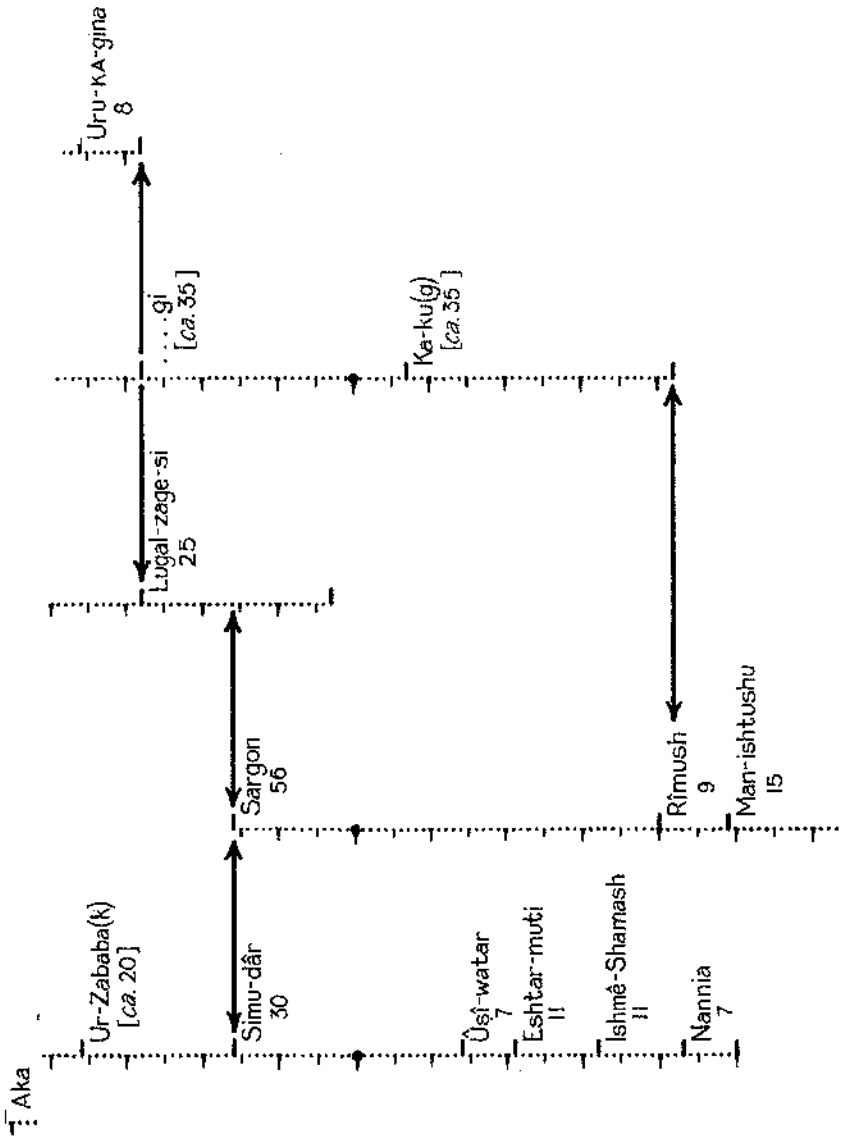 Aka
Ur-Zababa(k)
[ca. 20]
Simu-dâr
30
Ûsî-watar
7
Eshtar-muti
11
Ishmê-Shamash
11
Nannia
7
Sargon
56
Rîmush
9
Man-ishtushu
15
Lugal-zage-si
25
....gi
[ca. 35]
Ka-ku(g)
[ca. 35]
Uru-KA-gina
8